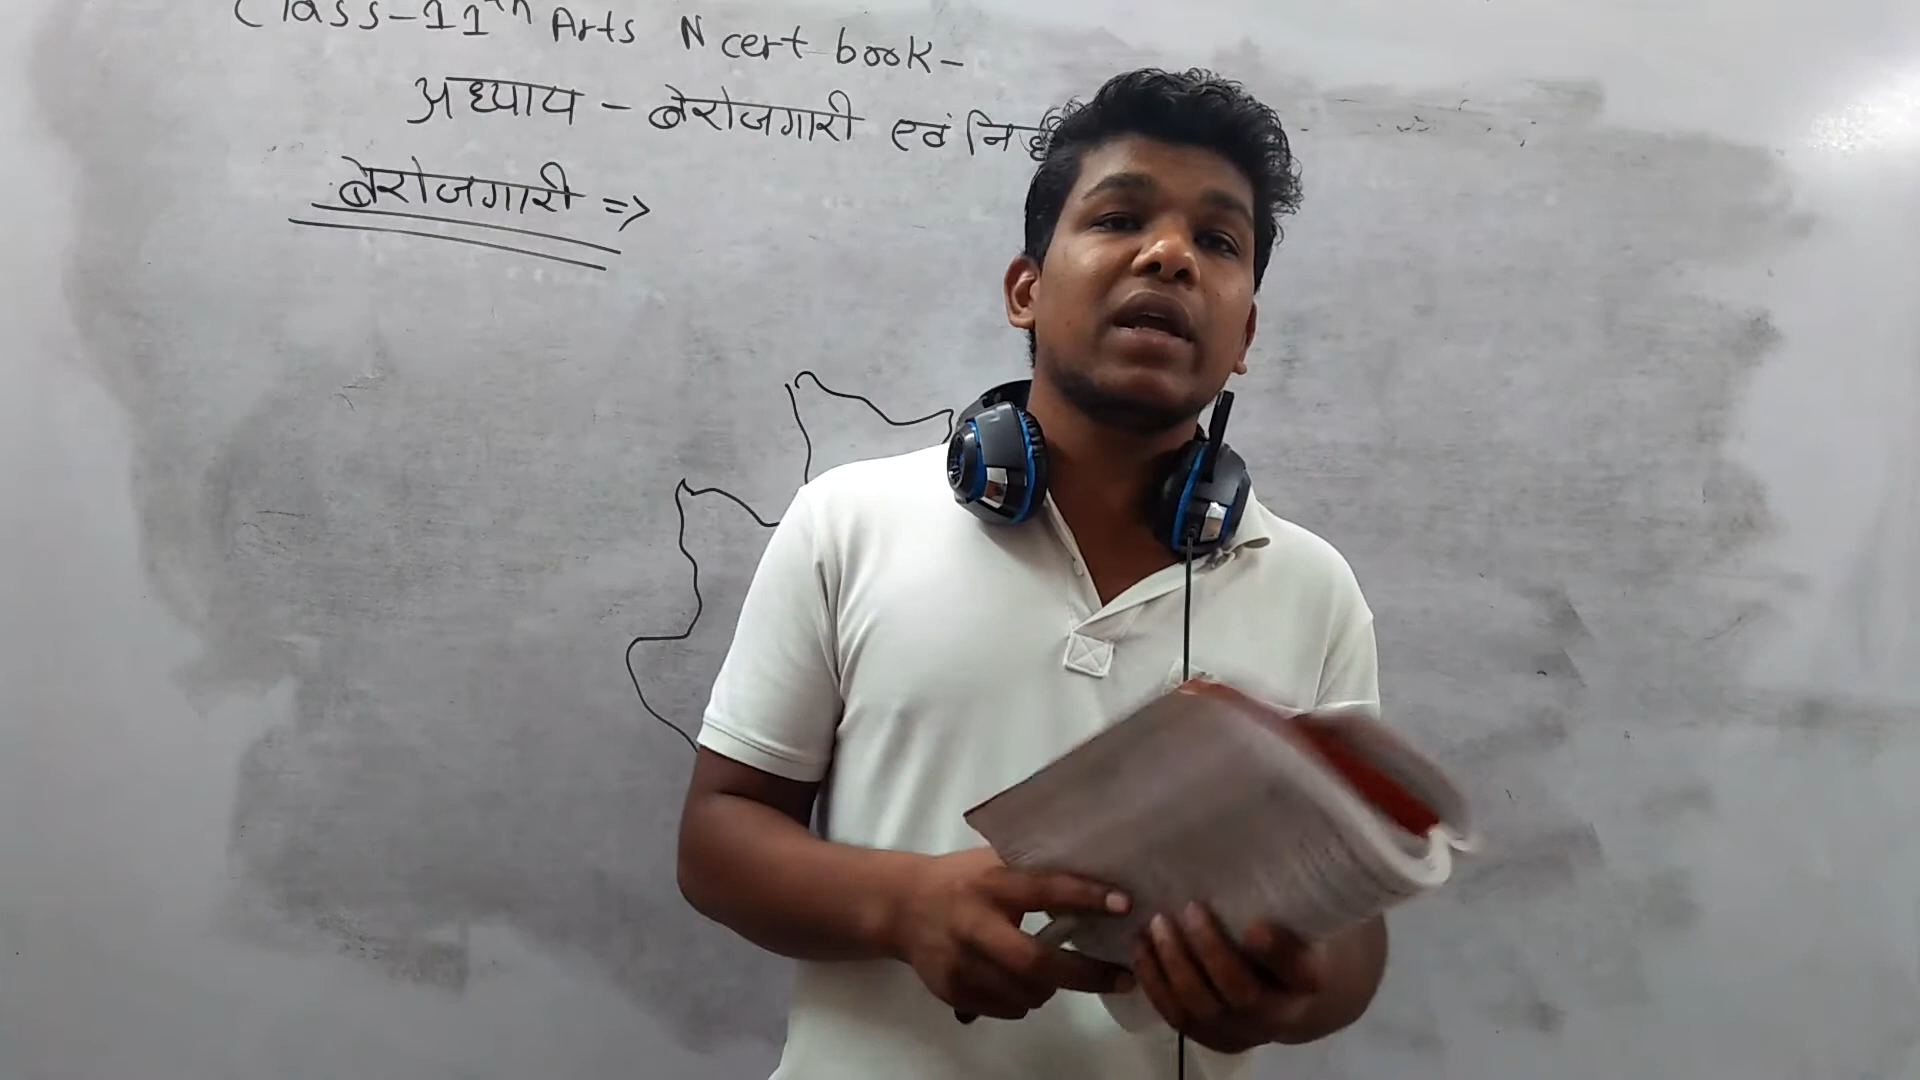 Class-11th Arts Ncert book-
अध्याय - बेरोजगारी एवं
बेरोजगारी =>